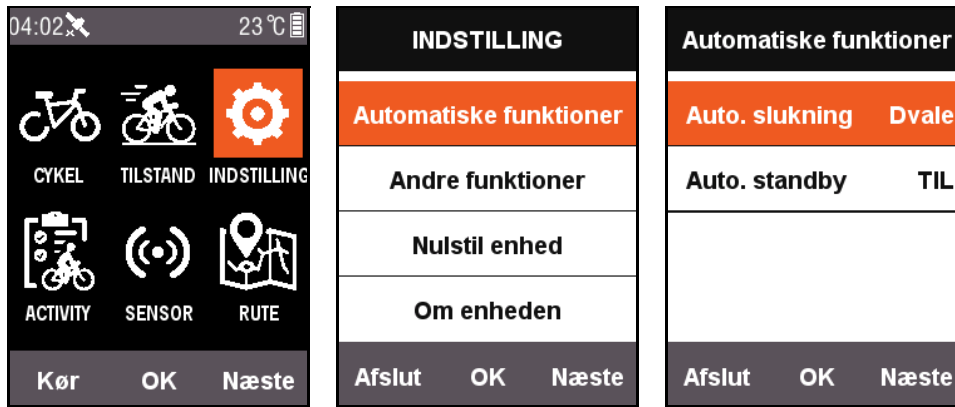 04:02 23 °C
CYKEL TILSTAND INDSTILLING
ACTIVITY SENSOR RUTE
Kør OK Næste
INDSTILLING
Automatiske funktioner
Andre funktioner
Nulstil enhed
Om enheden
Afslut OK Næste
Automatiske funktioner
Auto. slukning Dvale
Auto. standby TIL
Afslut OK Næste